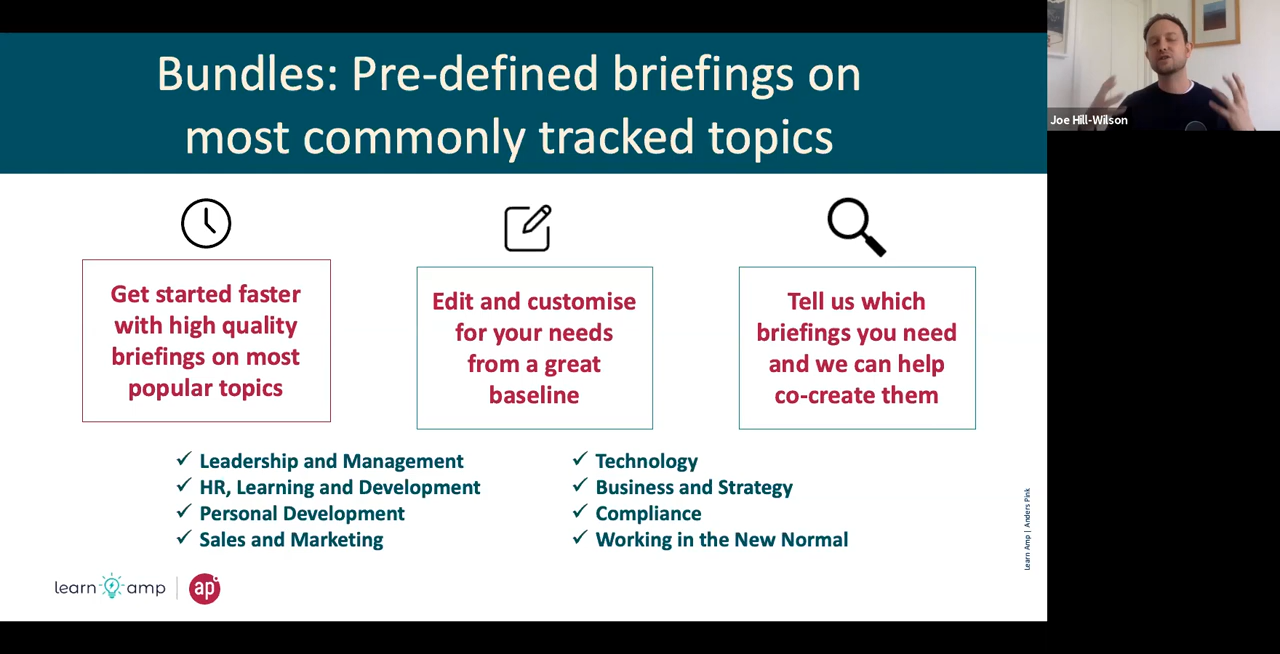 Bundles: Pre-defined briefings on
most commonly tracked topics
Joe Hill-Wilson
Get started faster
with high quality
briefings on most
popular topics
Edit and customise
for your needs
from a great
baseline
Tell us which
briefings you need
and we can help
co-create them
✓ Leadership and Management
✓ HR, Learning and Development
✓ Personal Development
✓ Sales and Marketing
✓ Technology
✓ Business and Strategy
✓ Compliance
✓ Working in the New Normal
Learn Amp | Anders Pink
learn amp
ap